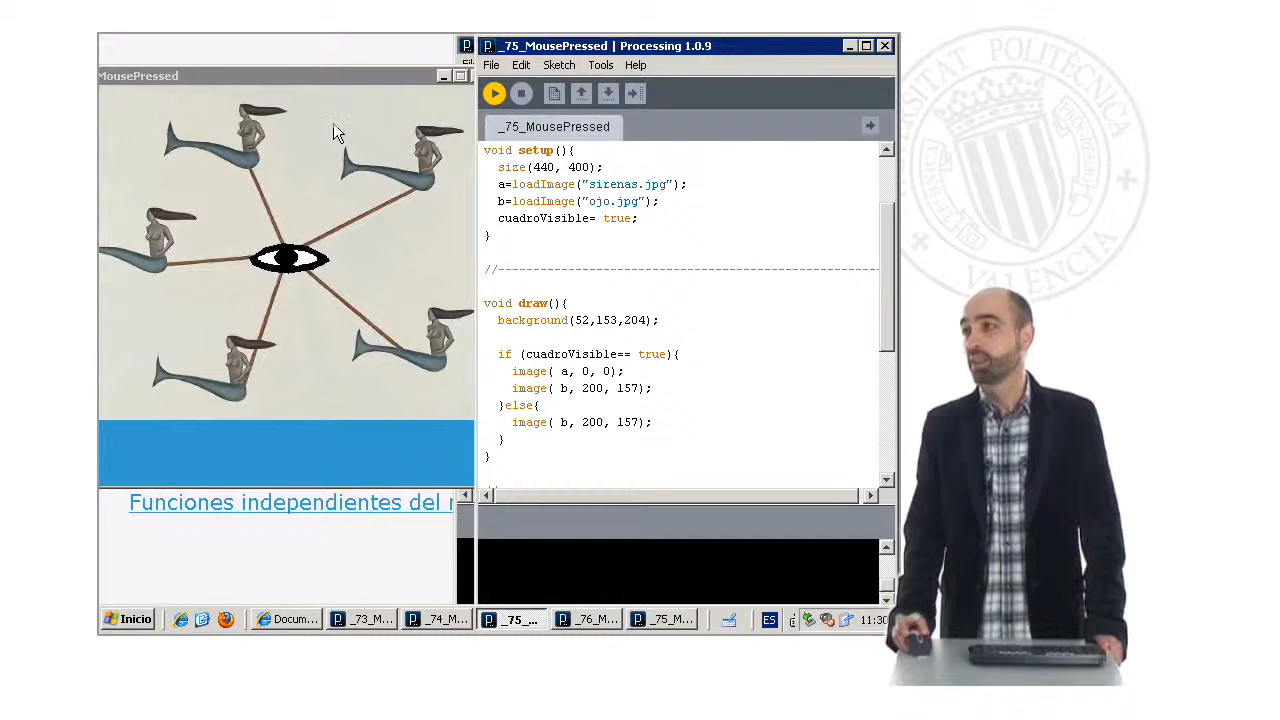 _75_MousePressed | Processing 1.0.9
File Edit Sketch Tools Help
MousePressed
_75_MousePressed
void setup(){
size(440, 400);
a=loadImage("sirenas.jpg");
b=loadImage("ojo.jpg");
cuadroVisible= true;
}
//-------------------------------------------------------
void draw(){
background(52,153,204);
if (cuadroVisible== true){
image( a, 0, 0);
image( b, 200, 157);
}else{
image( b, 200, 157);
}
}
Funciones independientes del
Inicio
Docum...
_73_M...
_74_M...
_75_...
_76_M...
_75_M...
ES
11:30
UNIVERSITAT POLITÈCNICA
VALÈNCIA